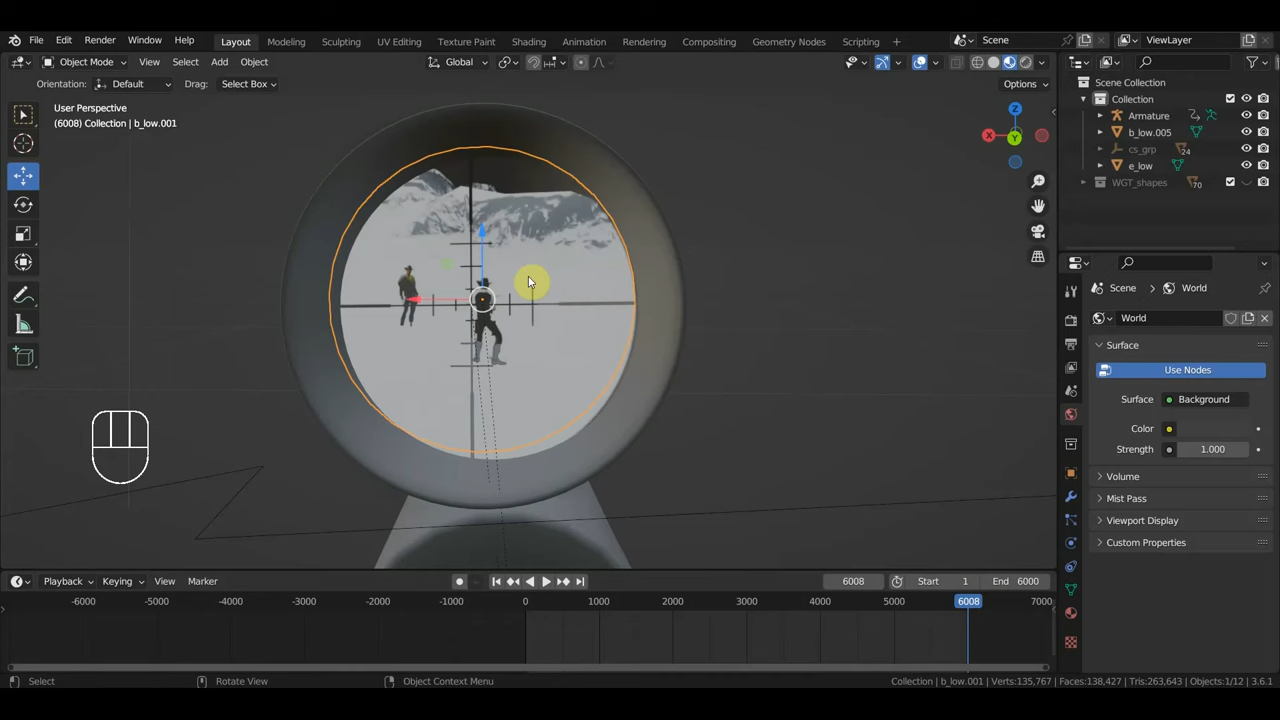 File Edit Render Window Help Layout Modeling Sculpting UV Editing Texture Paint Shading Animation Rendering Compositing Geometry Nodes Scripting + Scene ViewLayer
Object Mode View Select Add Object Global
Orientation: Default Drag: Select Box Options
User Perspective
(6008) Collection | b_low.001
X
Y
Z
Scene Collection
Collection
Armature
b_low.005
cs_grp 24
e_low
WGT_shapes 70
Scene World
World
Surface
Use Nodes
Surface Background
Color
Strength 1.000
Volume
Mist Pass
Viewport Display
Custom Properties
Playback Keying View Marker 6008 Start 1 End 6000
-6000 -5000 -4000 -3000 -2000 -1000 0 1000 2000 3000 4000 5000 6008 7000
Select Rotate View Object Context Menu Collection | b_low.001 | Verts:135,767 | Faces:138,427 | Tris:263,643 | Objects:1/12 | 3.6.1